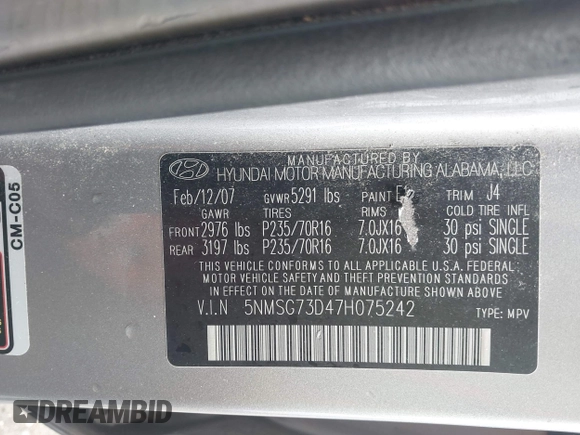 MANUFACTURED BY
HYUNDAI MOTOR MANUFACTURING ALABAMA, LLC
Feb/12/07 GVWR 5291 lbs PAINT TRIM J4
GAWR TIRES RIMS COLD TIRE INFL
FRONT 2976 lbs P235/70R16 7.0JX16 30 psi SINGLE
REAR 3197 lbs P235/70R16 7.0JX16 30 psi SINGLE
THIS VEHICLE CONFORMS TO ALL APPLICABLE U.S.A. FEDERAL
MOTOR VEHICLE SAFETY AND THEFT PREVENTION STANDARDS
IN EFFECT ON THE DATE OF MANUFACTURE SHOWN ABOVE.
V.I.N 5NMSG73D47H075242 TYPE: MPV
CM-C05
DREAMBID